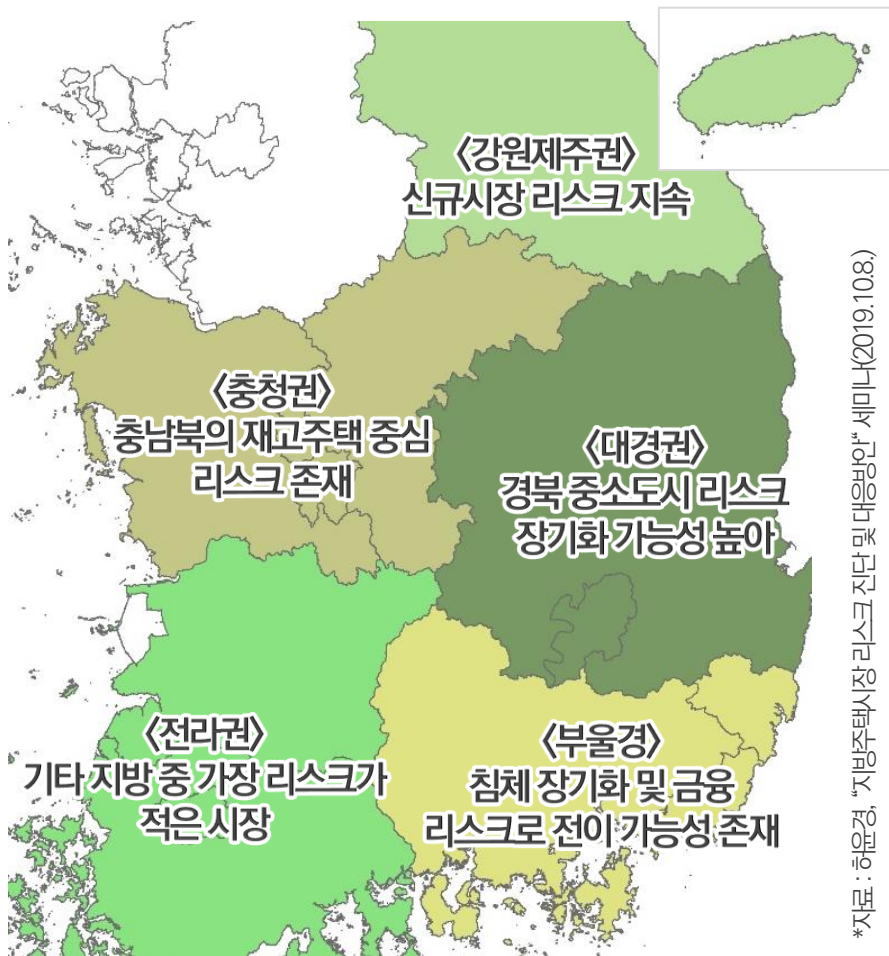 〈강원제주권〉
신규시장 리스크 지속
〈충청권〉
충남북의 재고주택 중심
리스크 존재
〈대경권〉
경북 중소도시 리스크
장기화 가능성 높아
〈전라권〉
기타 지방 중 가장 리스크가
적은 시장
〈부울경〉
침체 장기화 및 금융
리스크로 전이 가능성 존재
*자료 : 허윤경, “지방주택시장 리스크 진단 및 대응방안“ 세미나(2019.10.8.)